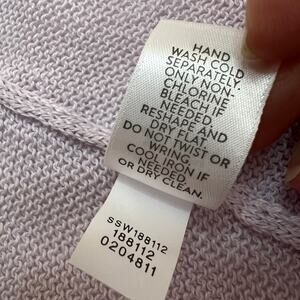 HAND
WASH COLD
SEPARATELY.
ONLY NON-
CHLORINE
BLEACH IF
NEEDED
RESHAPE AND
DRY FLAT.
DO NOT TWIST OR
WRING.
COOL IRON IF
NEEDED
OR DRY CLEAN.
SSW188112
188112
0204811